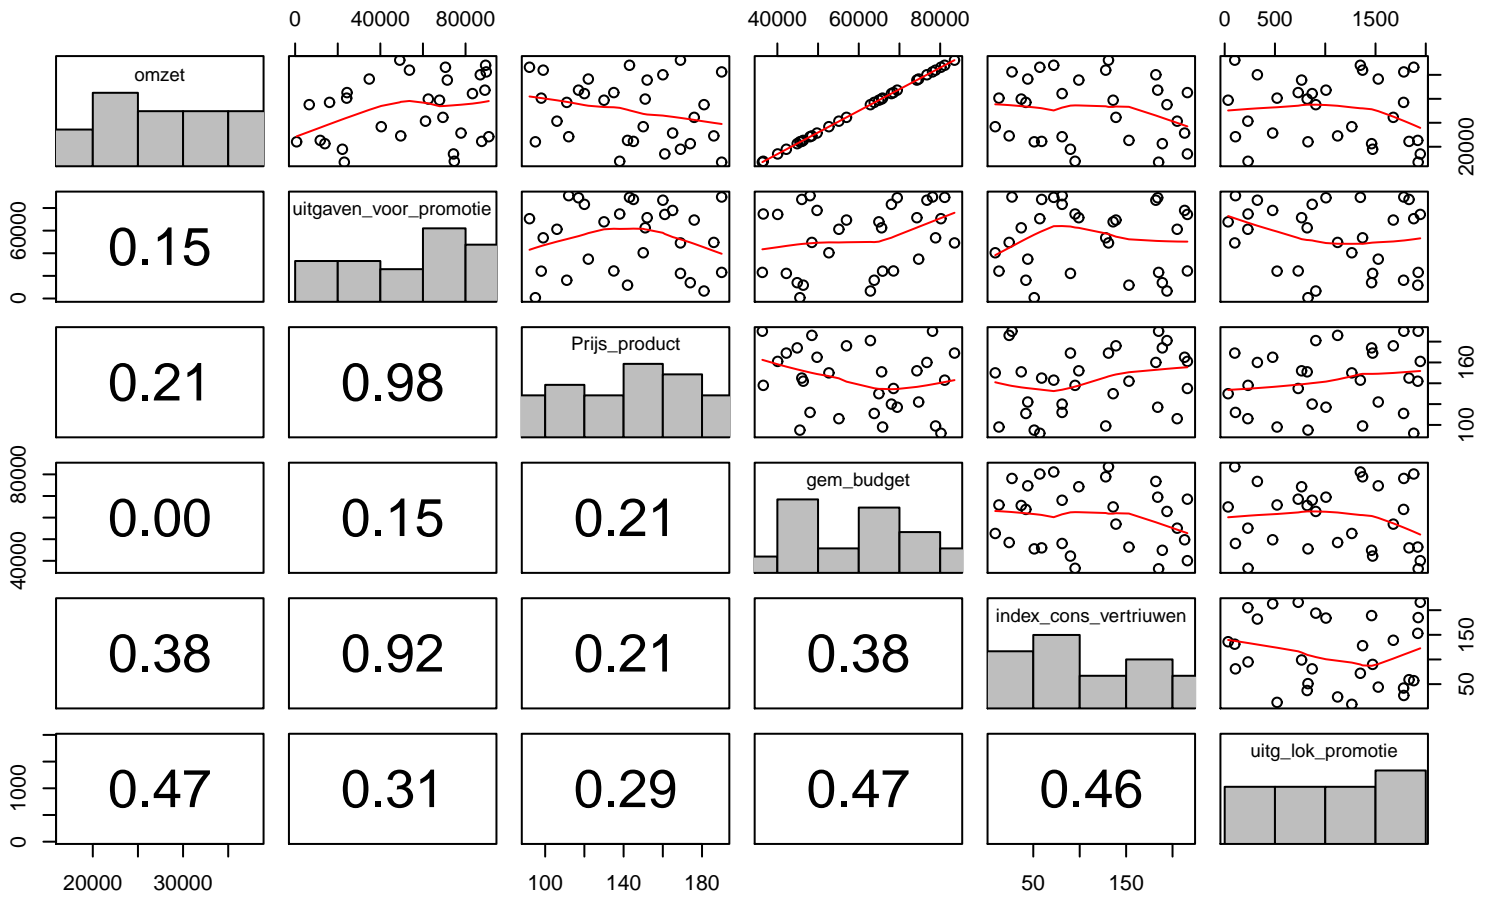 0 40000 80000 40000 60000 80000 0 500 1500
omzet
20000
uitgaven_voor_promotie
0 60000
0.15
Prijs_product
0.21 0.98
100 160
gem_budget
40000 80000
0.00 0.15 0.21
index_cons_vertriuwen
0.38 0.92 0.21 0.38
50 150
uitg_lok_promotie
0 1000
0.47 0.31 0.29 0.47 0.46
20000 30000 100 140 180 50 150